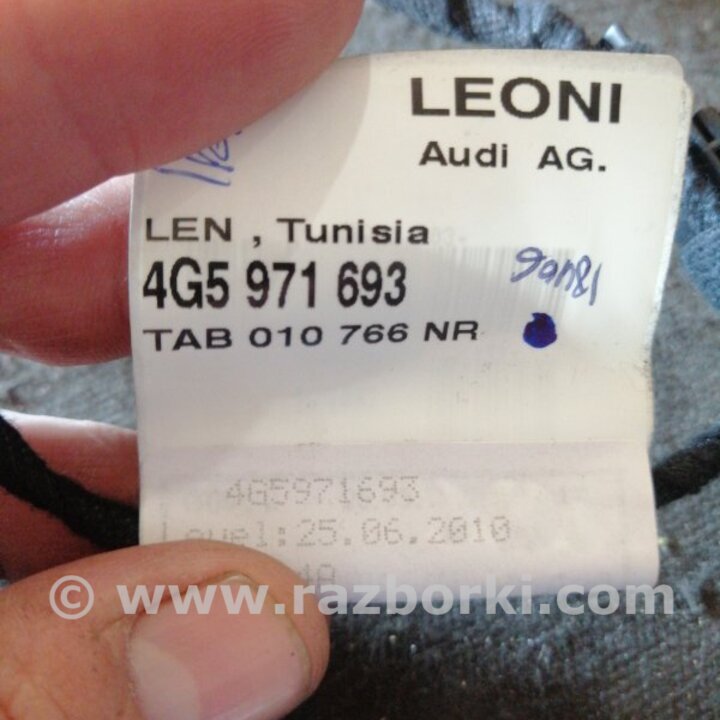 LEONI
Audi AG.
LEN , Tunisia
4G5 971 693
TAB 010 766 NR
4G5971693
Level:25.06.2010
© www.razborki.com